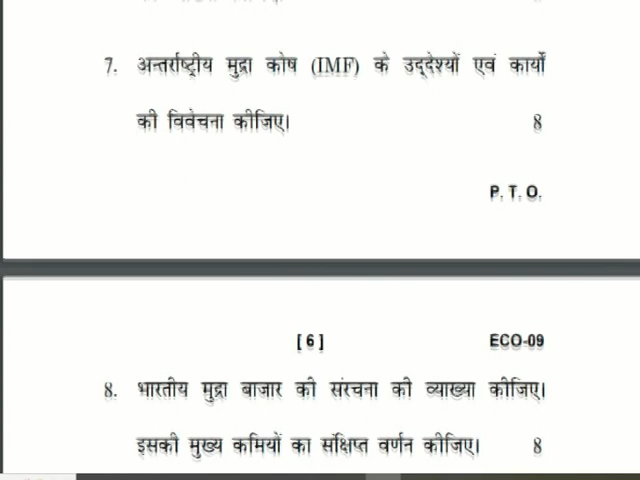 7. अन्तर्राष्ट्रीय मुद्रा कोष (IMF) के उद्देश्यों एवं कार्यों
की विवेचना कीजिए। 8
P. T. O.
[ 6 ] ECO-09
8. भारतीय मुद्रा बाजार की संरचना की व्याख्या कीजिए।
इसकी मुख्य कमियों का संक्षिप्त वर्णन कीजिए। 8